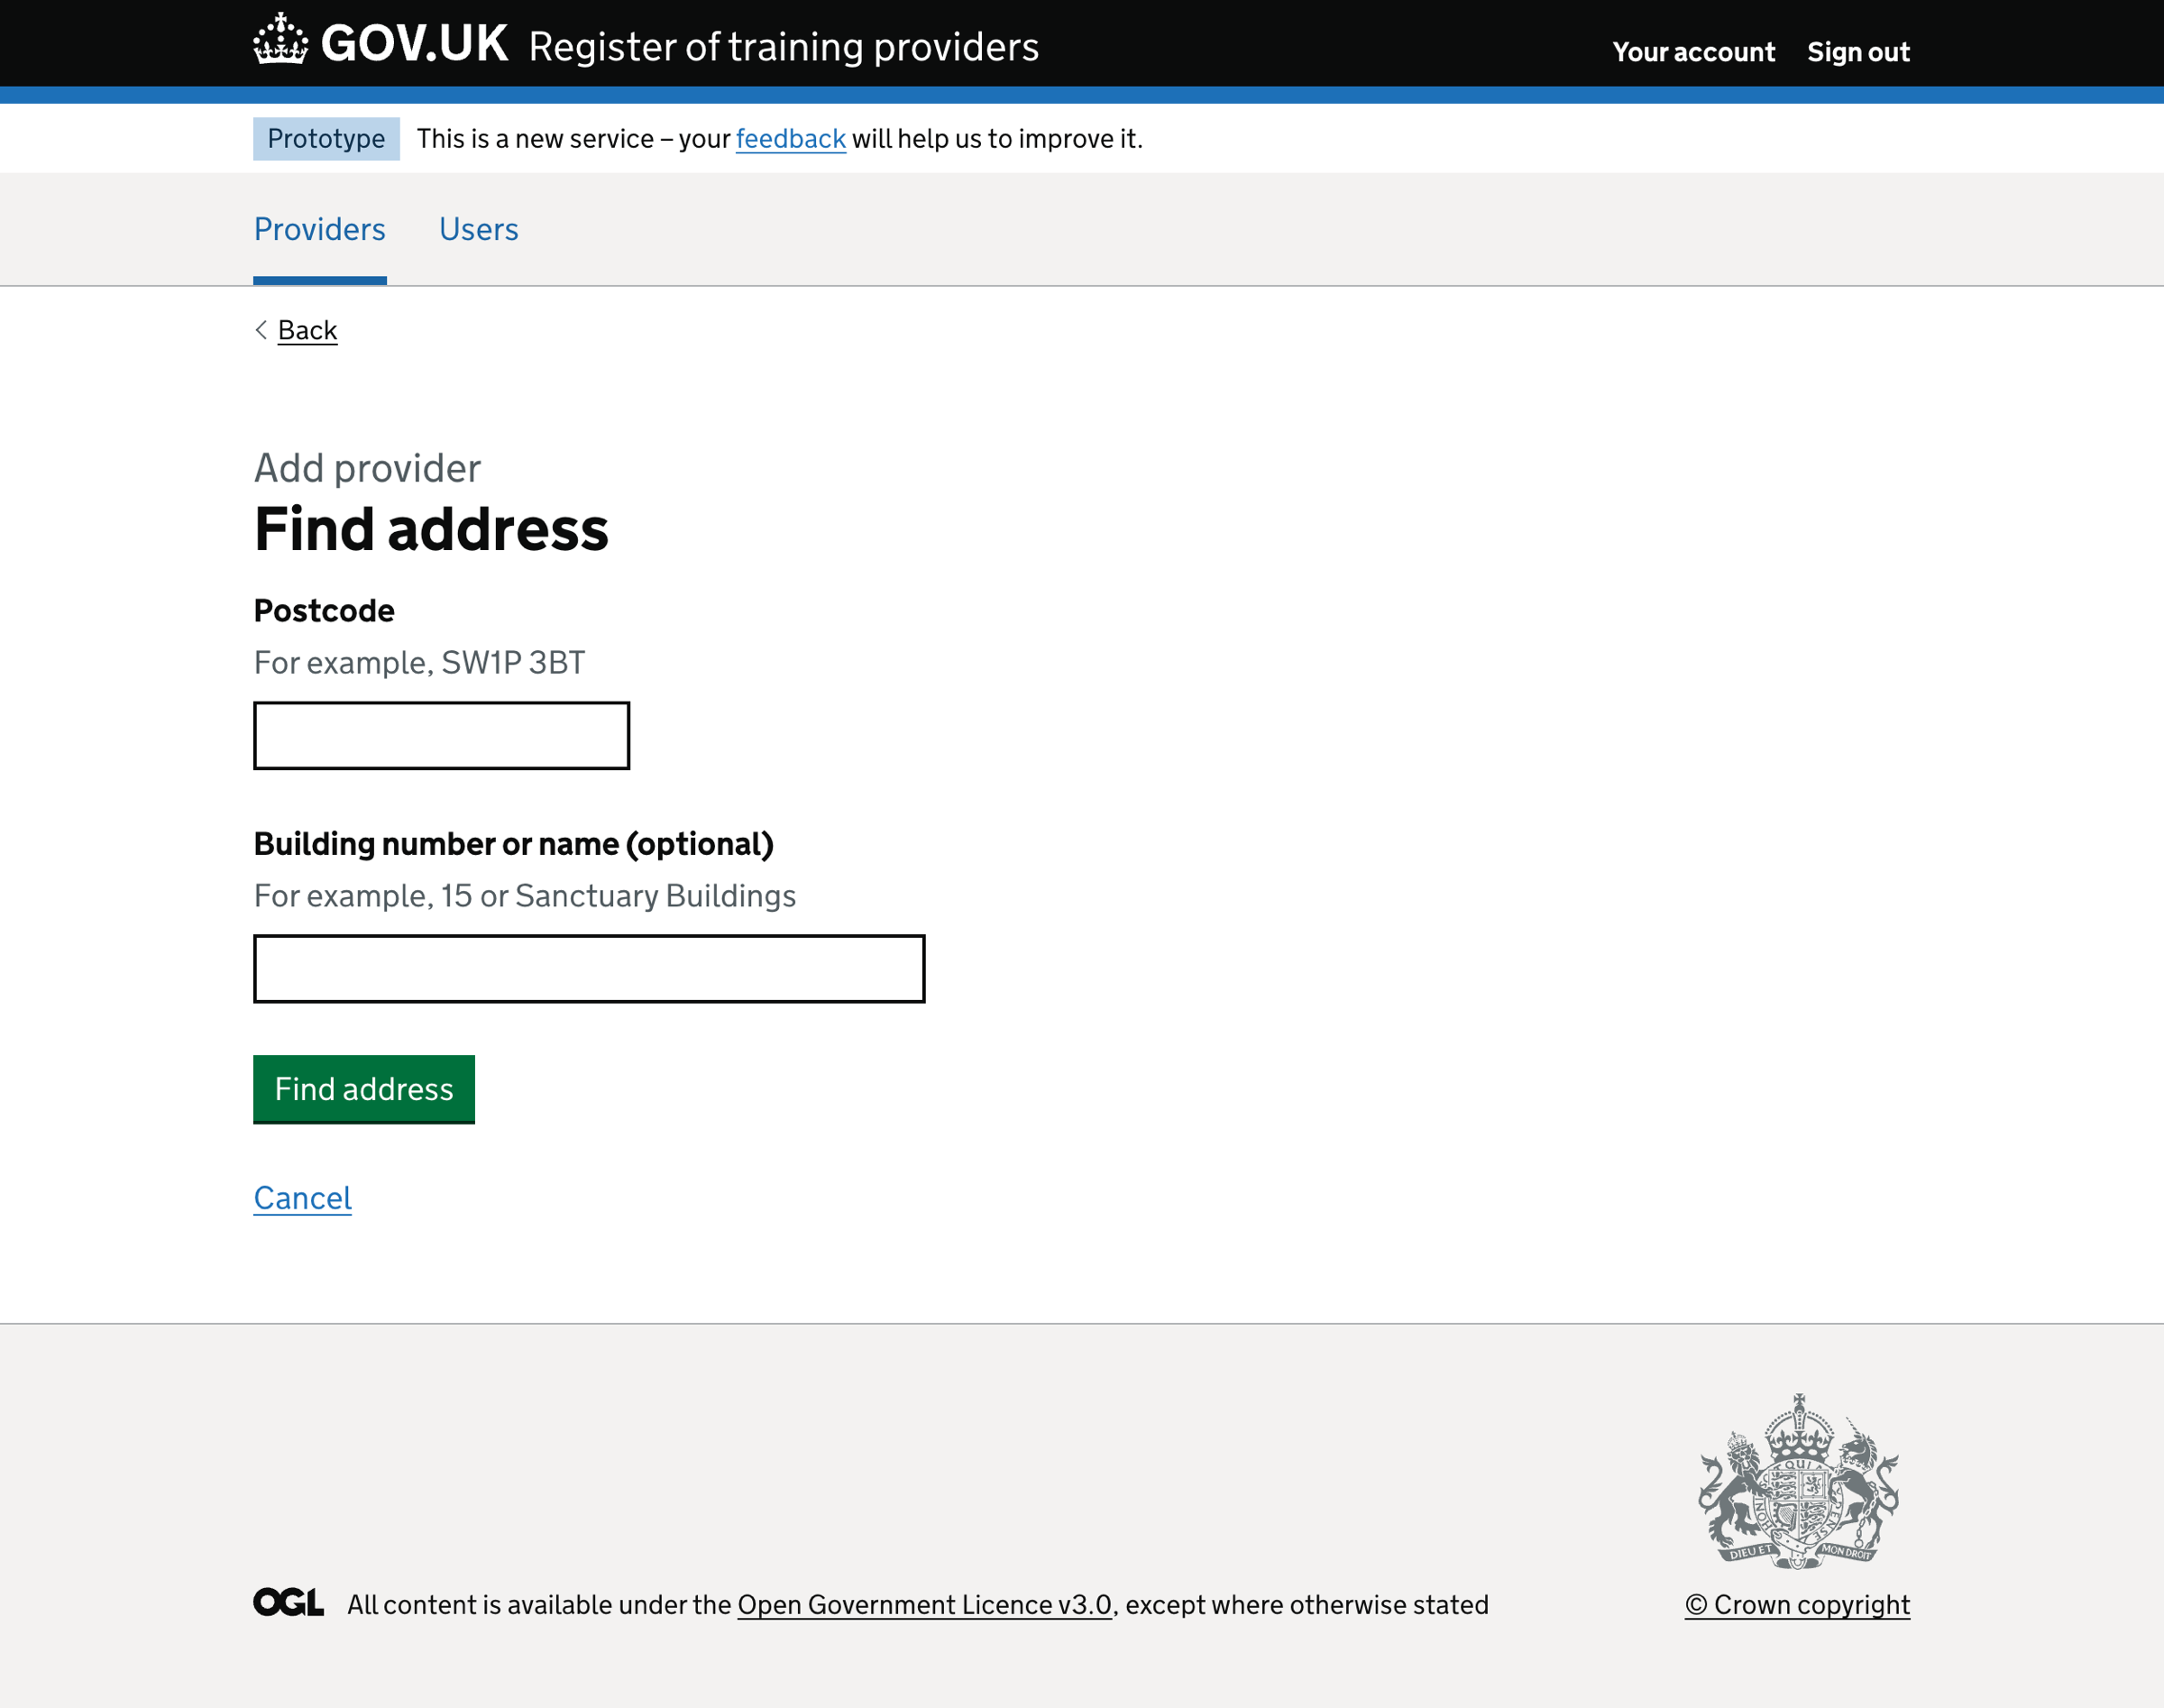 GOV.UK Register of training providers
Your account Sign out
Prototype This is a new service – your feedback will help us to improve it.
Providers Users
Back
Add provider
Find address
Postcode
For example, SW1P 3BT
Building number or name (optional)
For example, 15 or Sanctuary Buildings
Find address
Cancel
DIEU ET MON DROIT
OGL All content is available under the Open Government Licence v3.0, except where otherwise stated
© Crown copyright